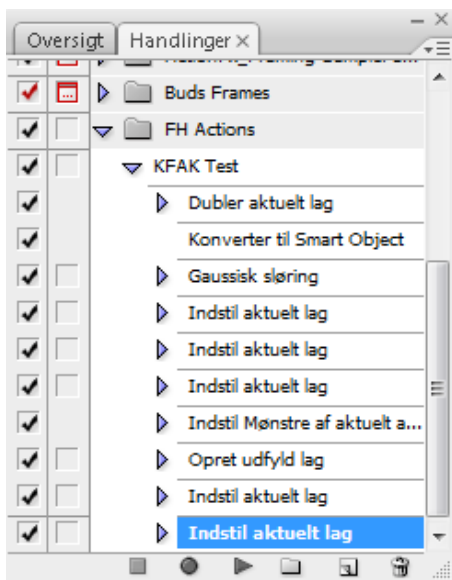 Oversigt
Handlinger ×
Buds Frames
FH Actions
KFAK Test
Dubler aktuelt lag
Konverter til Smart Object
Gaussisk sløring
Indstil aktuelt lag
Indstil aktuelt lag
Indstil aktuelt lag
Indstil Mønstre af aktuelt a...
Opret udfyld lag
Indstil aktuelt lag
Indstil aktuelt lag